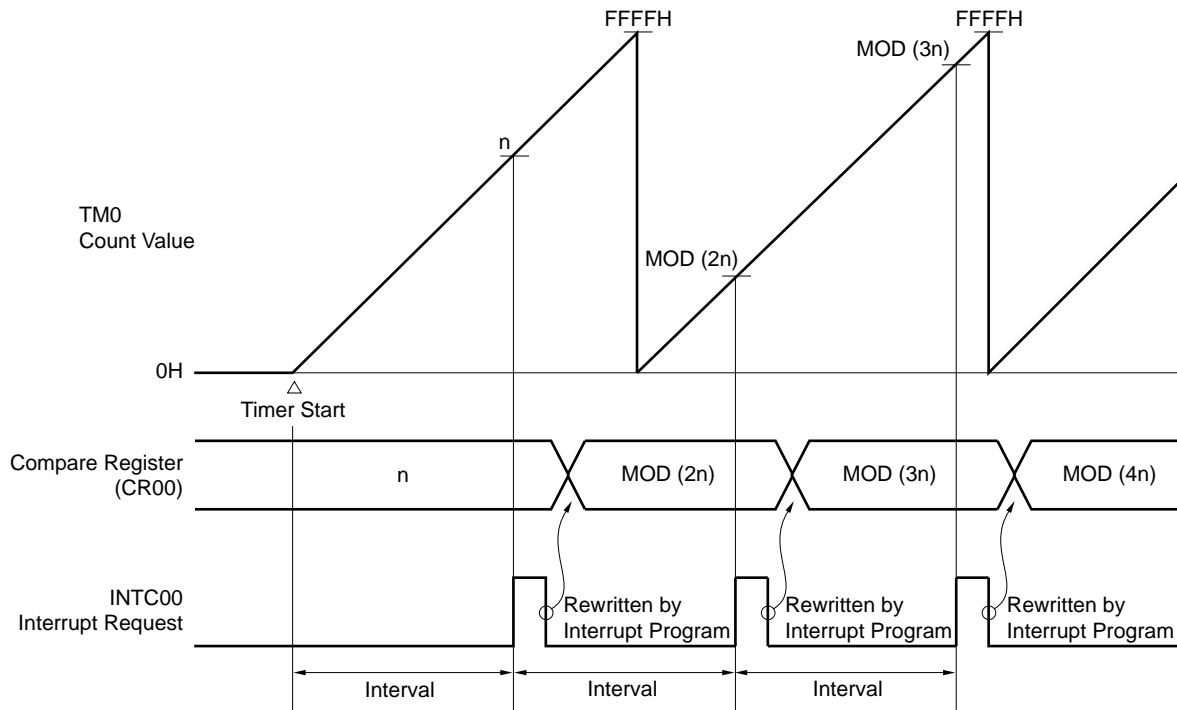 FFFFH
FFFFH
MOD (3n)
n
TM0
Count Value
MOD (2n)
0H
Timer Start
Compare Register
(CR00)
n
MOD (2n)
MOD (3n)
MOD (4n)
INTC00
Interrupt Request
Rewritten by
Interrupt Program
Rewritten by
Interrupt Program
Rewritten by
Interrupt Program
Interval
Interval
Interval